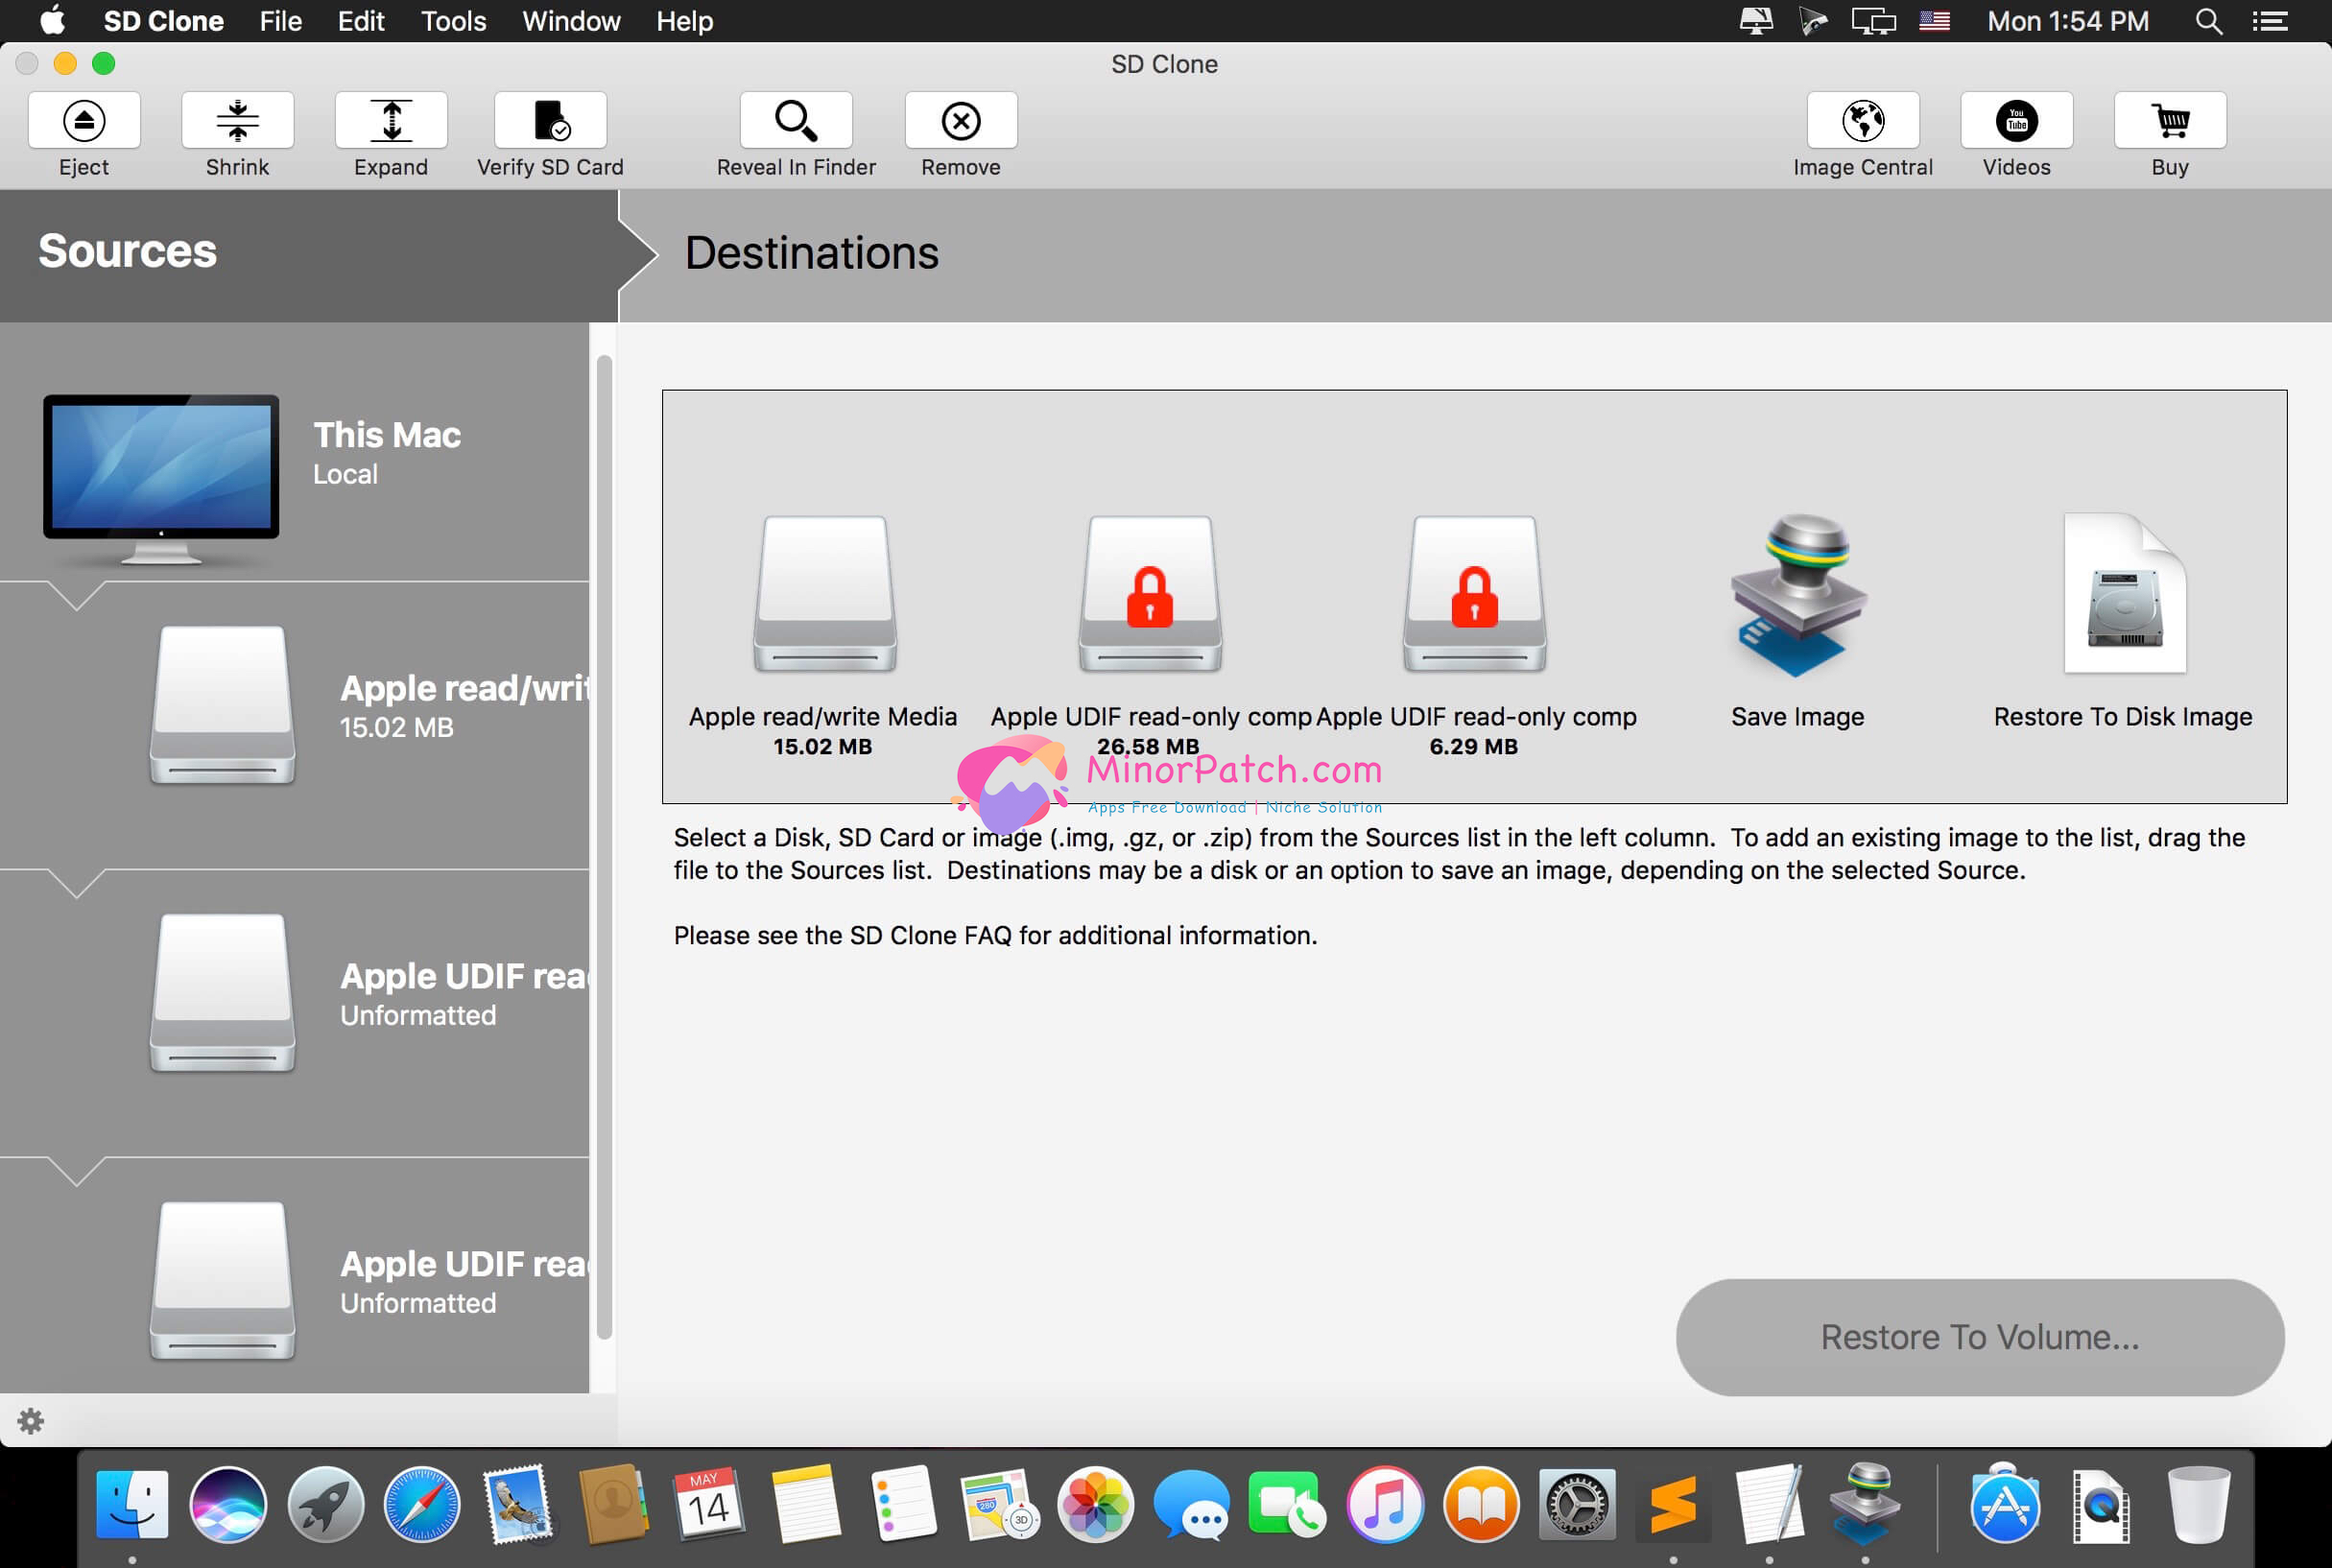 SD Clone File Edit Tools Window Help Mon 1:54 PM
SD Clone
You
Tube
Eject Shrink Expand Verify SD Card Reveal In Finder Remove Image Central Videos Buy
Sources Destinations
This Mac
Local
Apple read/writ
15.02 MB
Apple UDIF read
Unformatted
Apple UDIF read
Unformatted
Apple read/write Media Apple UDIF read-only comp Apple UDIF read-only comp Save Image Restore To Disk Image
15.02 MB 26.58 MB 6.29 MB
MinorPatch.com
Apps Free Download | Niche Solution
Select a Disk, SD Card or image (.img, .gz, or .zip) from the Sources list in the left column. To add an existing image to the list, drag the
file to the Sources list. Destinations may be a disk or an option to save an image, depending on the selected Source.
Please see the SD Clone FAQ for additional information.
Restore To Volume...
MAY
14
280
3D